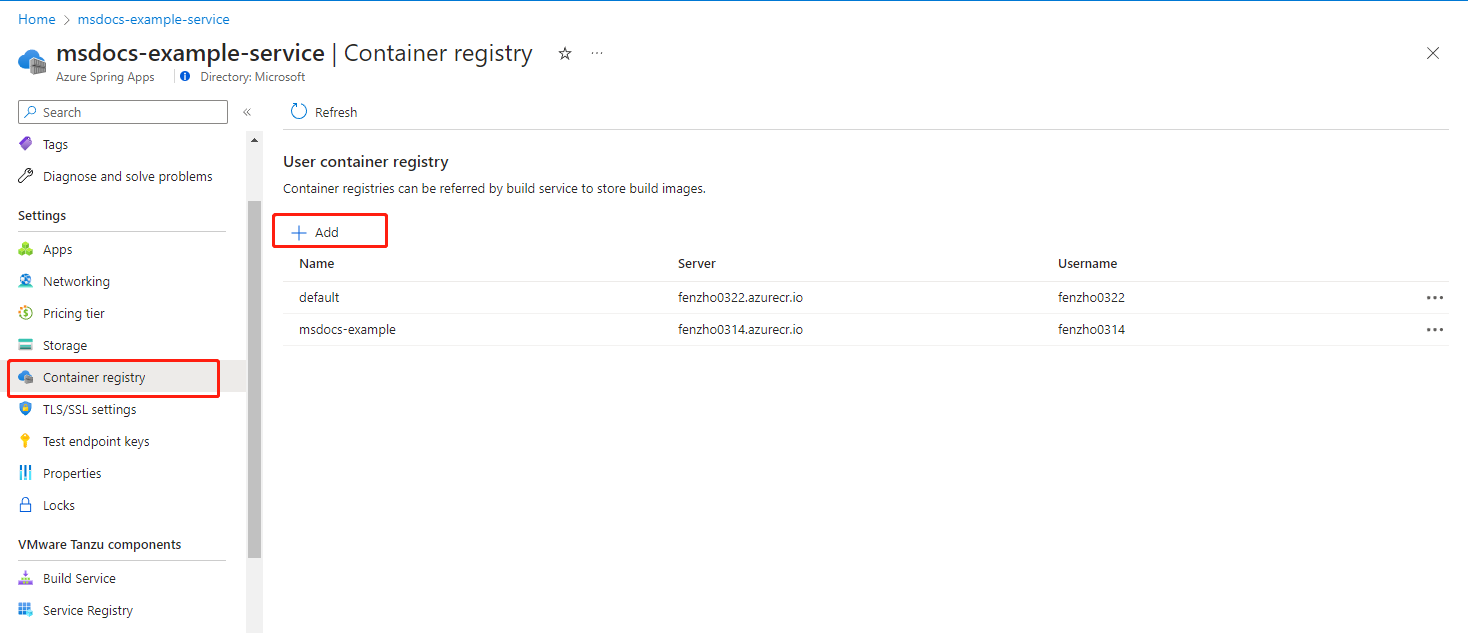 Home > msdocs-example-service
msdocs-example-service | Container registry
Azure Spring Apps
Directory: Microsoft
Search
«
Refresh
Tags
Diagnose and solve problems
Settings
Apps
Networking
Pricing tier
Storage
Container registry
TLS/SSL settings
Test endpoint keys
Properties
Locks
VMware Tanzu components
Build Service
Service Registry
User container registry
Container registries can be referred by build service to store build images.
+ Add
Name Server Username
default fenzho0322.azurecr.io fenzho0322
msdocs-example fenzho0314.azurecr.io fenzho0314